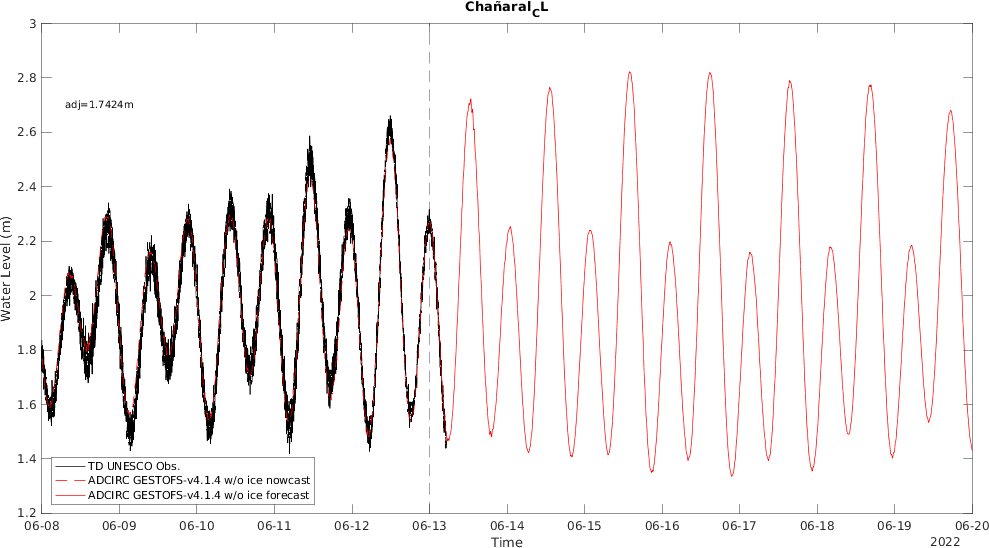 Chañaral_CL
3
2.8
adj=1.7424m
2.6
2.4
2.2
2
1.8
1.6
1.4
1.2
Water Level (m)
TD UNESCO Obs.
ADCIRC GESTOFS-v4.1.4 w/o ice nowcast
ADCIRC GESTOFS-v4.1.4 w/o ice forecast
06-08 06-09 06-10 06-11 06-12 06-13 06-14 06-15 06-16 06-17 06-18 06-19 06-20
Time
2022